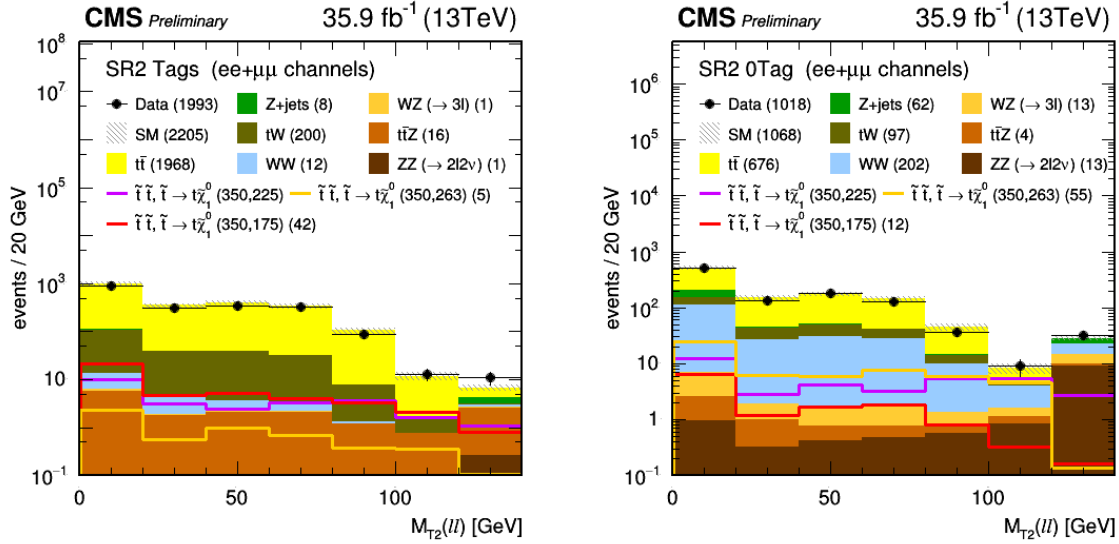 CMS Preliminary 35.9 fb⁻¹ (13TeV)
SR2 Tags (ee+μμ channels)
Data (1993) Z+jets (8) WZ (→ 3l) (1)
SM (2205) tW (200) tt̄Z (16)
tt̄ (1968) WW (12) ZZ (→ 2l2ν) (1)
t̃ t̃, t̃ → tχ̃₁⁰ (350,225) t̃ t̃, t̃ → tχ̃₁⁰ (350,263) (5)
t̃ t̃, t̃ → tχ̃₁⁰ (350,175) (42)
events / 20 GeV
10⁸
10⁷
10⁵
10³
10
10⁻¹
0 50 100
M_T2(ll) [GeV]
CMS Preliminary 35.9 fb⁻¹ (13TeV)
SR2 0Tag (ee+μμ channels)
Data (1018) Z+jets (62) WZ (→ 3l) (13)
SM (1068) tW (97) tt̄Z (4)
tt̄ (676) WW (202) ZZ (→ 2l2ν) (13)
t̃ t̃, t̃ → tχ̃₁⁰ (350,225) t̃ t̃, t̃ → tχ̃₁⁰ (350,263) (55)
t̃ t̃, t̃ → tχ̃₁⁰ (350,175) (12)
events / 20 GeV
10⁶
10⁵
10⁴
10³
10²
10
1
10⁻¹
0 50 100
M_T2(ll) [GeV]